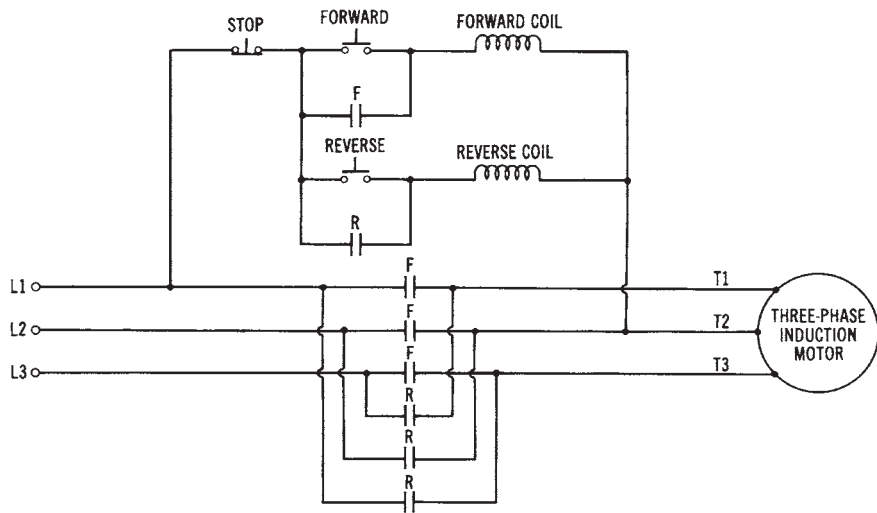 STOP
FORWARD
FORWARD COIL
F
REVERSE
REVERSE COIL
R
L1
F
T1
L2
F
T2
THREE-PHASE
INDUCTION
MOTOR
L3
F
T3
R
R
R